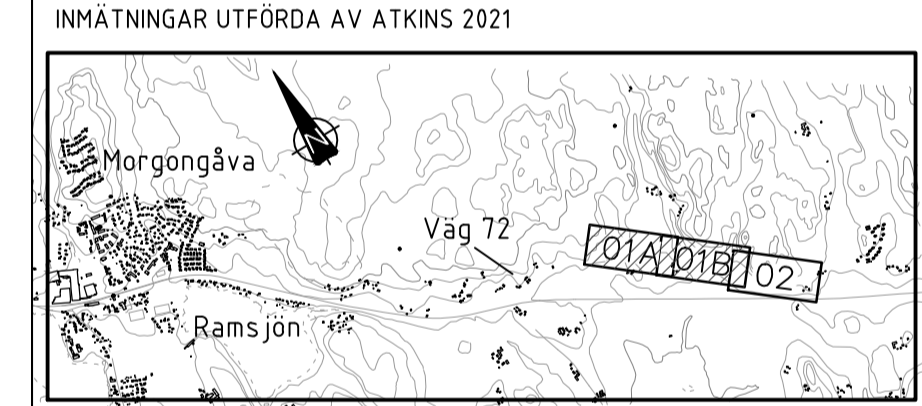 INMÄTNINGAR UTFÖRDA AV ATKINS 2021
N
Morgongåva
Väg 72
01A 01B 02
Ramsjön